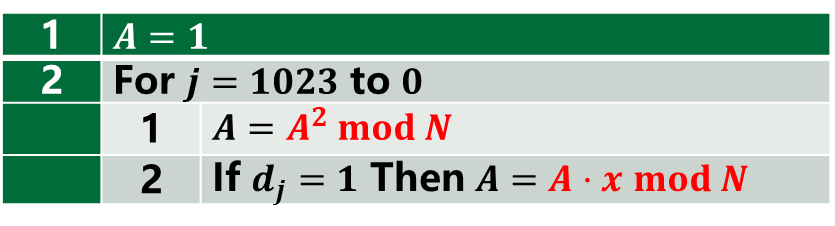 1 A = 1
2 For j = 1023 to 0
1 A = A² mod N
2 If dⱼ = 1 Then A = A · x mod N